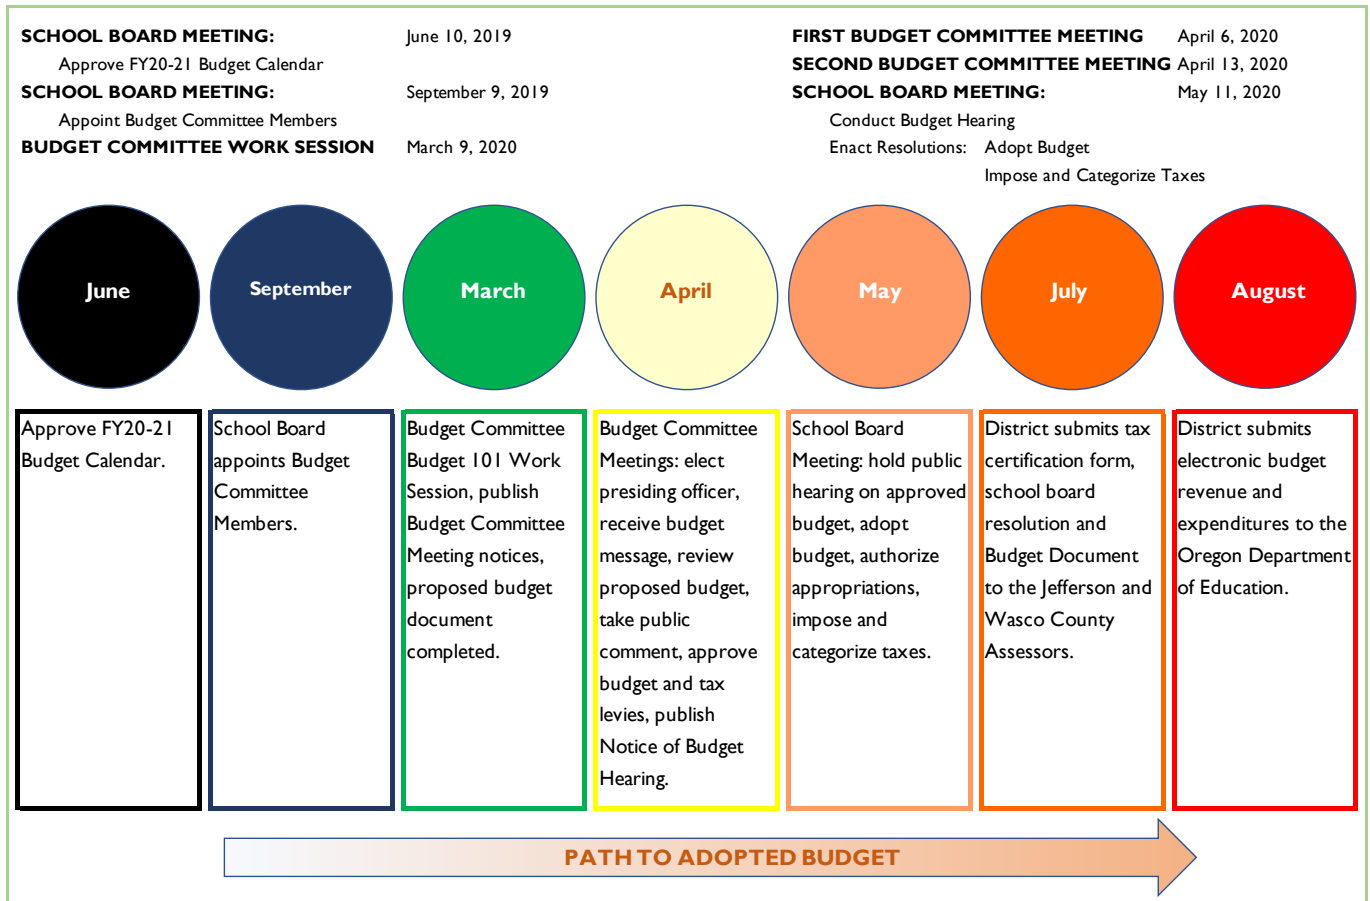 SCHOOL BOARD MEETING: June 10, 2019
Approve FY20-21 Budget Calendar
SCHOOL BOARD MEETING: September 9, 2019
Appoint Budget Committee Members
BUDGET COMMITTEE WORK SESSION March 9, 2020
FIRST BUDGET COMMITTEE MEETING April 6, 2020
SECOND BUDGET COMMITTEE MEETING April 13, 2020
SCHOOL BOARD MEETING: May 11, 2020
Conduct Budget Hearing
Enact Resolutions: Adopt Budget
Impose and Categorize Taxes
June
September
March
April
May
July
August
Approve FY20-21
Budget Calendar.
School Board
appoints Budget
Committee
Members.
Budget Committee
Budget 101 Work
Session, publish
Budget Committee
Meeting notices,
proposed budget
document
completed.
Budget Committee
Meetings: elect
presiding officer,
receive budget
message, review
proposed budget,
take public
comment, approve
budget and tax
levies, publish
Notice of Budget
Hearing.
School Board
Meeting: hold public
hearing on approved
budget, adopt
budget, authorize
appropriations,
impose and
categorize taxes.
District submits tax
certification form,
school board
resolution and
Budget Document
to the Jefferson and
Wasco County
Assessors.
District submits
electronic budget
revenue and
expenditures to the
Oregon Department
of Education.
PATH TO ADOPTED BUDGET